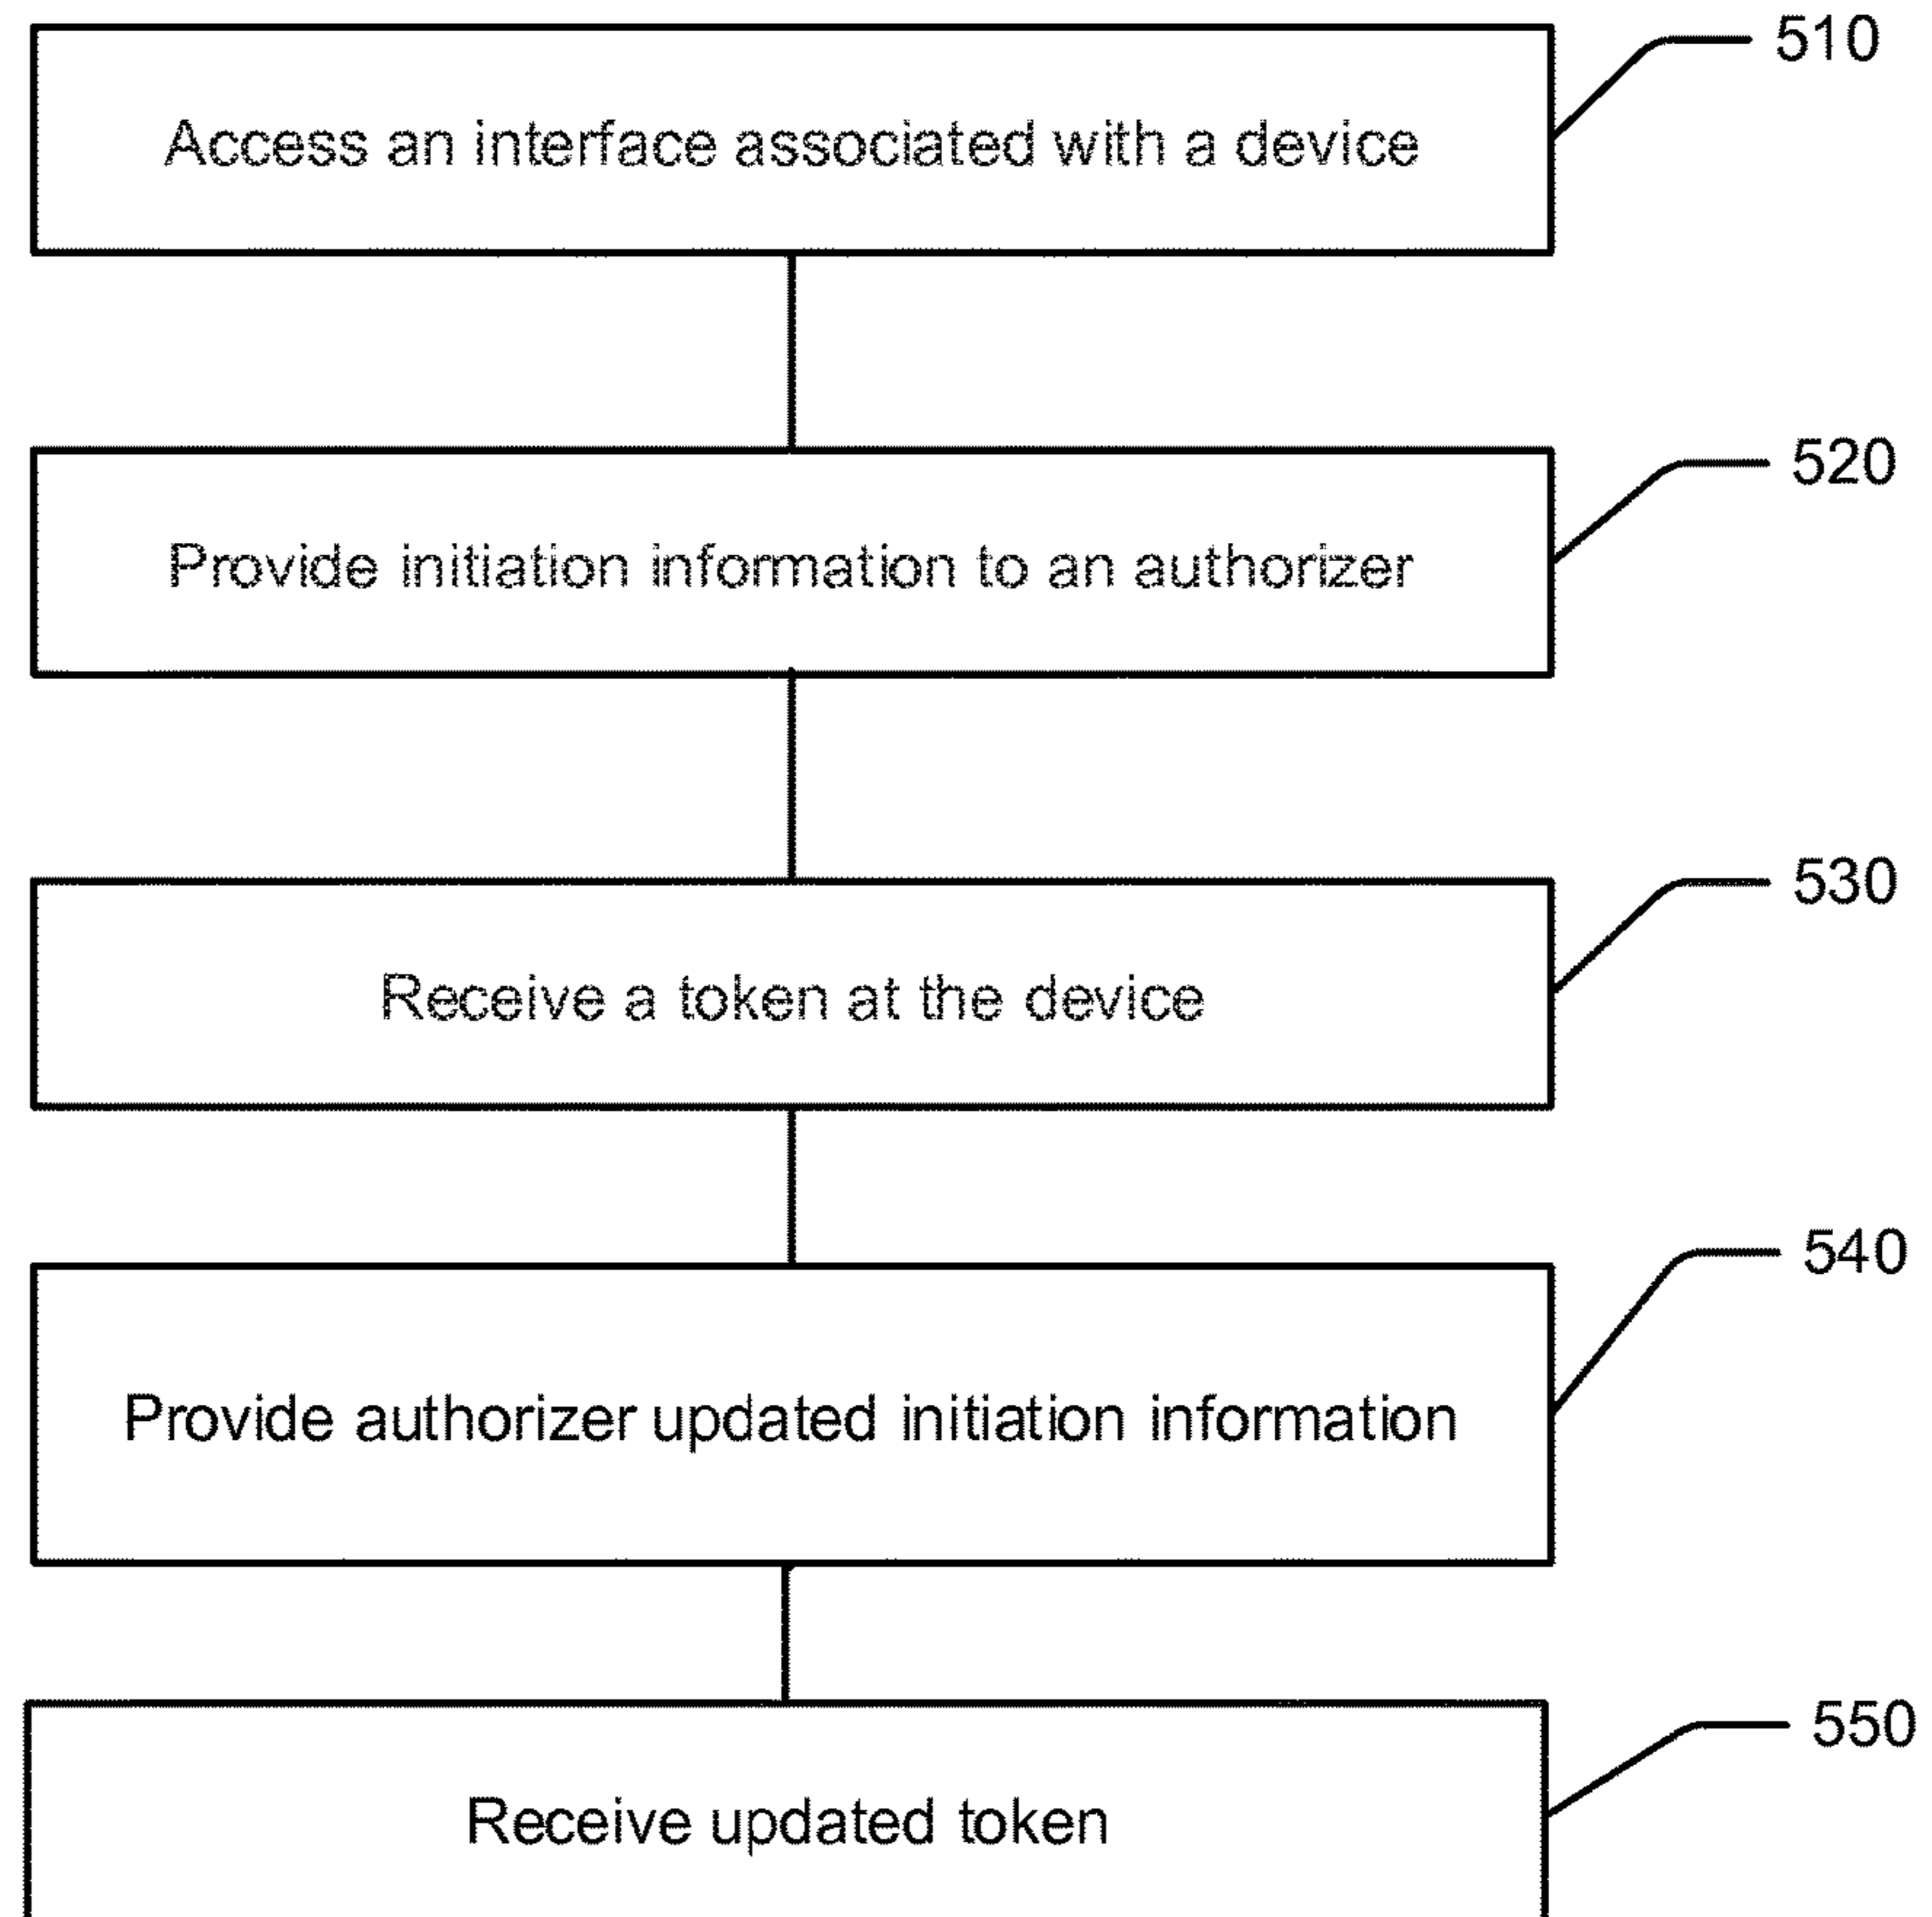 510
Access an interface associated with a device
520
Provide initiation information to an authorizer
530
Receive a token at the device
540
Provide authorizer updated initiation information
550
Receive updated token